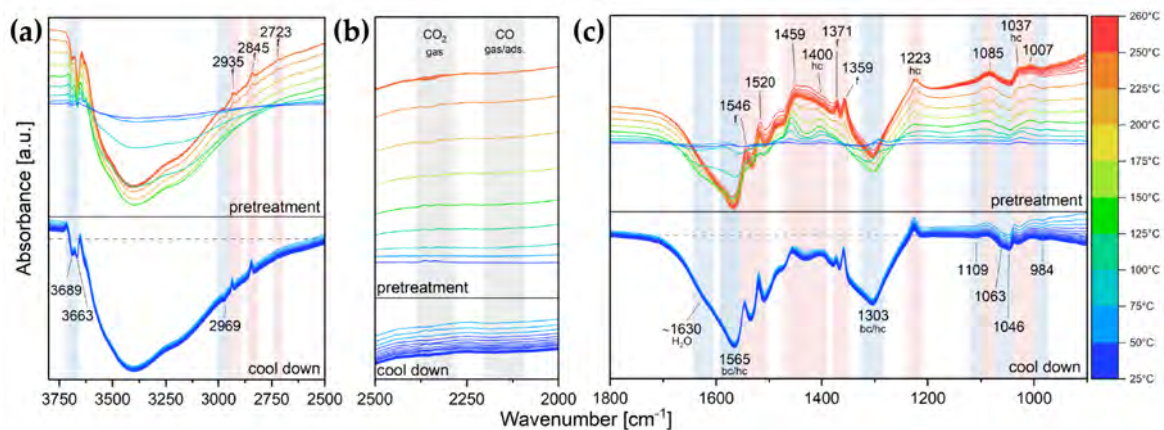 (a)
2935
2845
2723
pretreatment
3689
3663
2969
cool down
3750
3500
3250
3000
2750
2500
(b)
CO2
gas
CO
gas/ads.
pretreatment
cool down
2500
2400
2200
2000
(c)
1546
f
1520
1459
1400
hc
1371
1359
f
1223
hc
1085
1037
hc
1007
pretreatment
~1630
H2O
1565
bc/hc
1303
bc/hc
1109
1063
1046
984
cool down
1800
1600
1400
1200
1000
Absorbance [a.u.]
Wavenumber [cm-1]
260°C
250°C
225°C
200°C
175°C
150°C
125°C
100°C
75°C
50°C
25°C